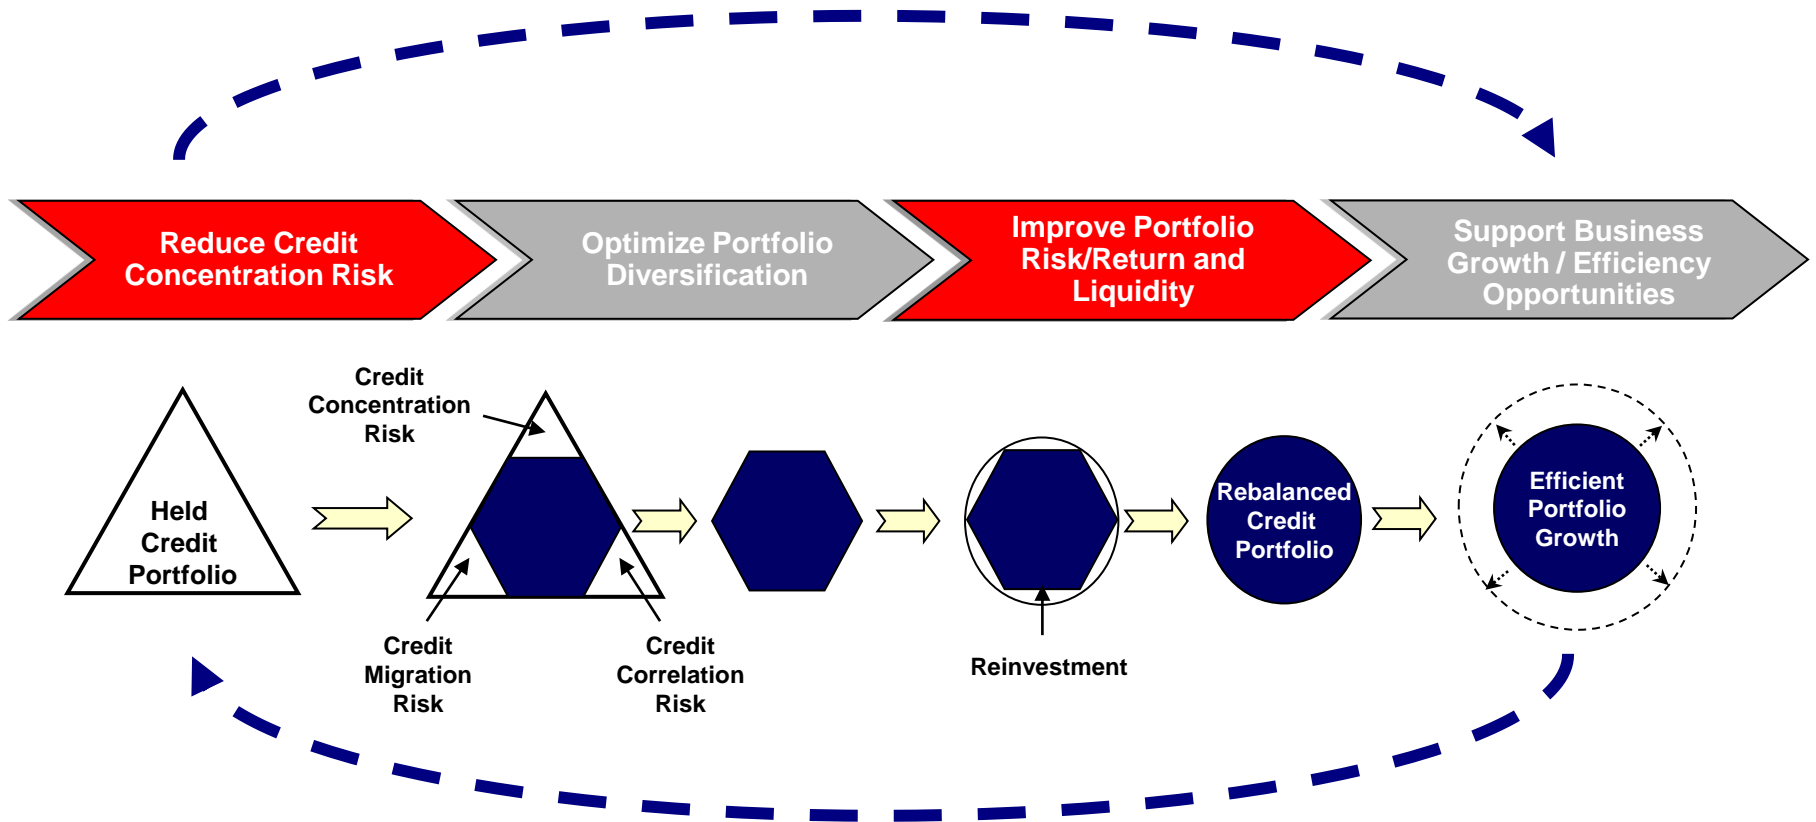 Reduce Credit
Concentration Risk
Optimize Portfolio
Diversification
Improve Portfolio
Risk/Return and
Liquidity
Support Business
Growth / Efficiency
Opportunities
Held
Credit
Portfolio
Credit
Concentration
Risk
Credit
Migration
Risk
Credit
Correlation
Risk
Reinvestment
Rebalanced
Credit
Portfolio
Efficient
Portfolio
Growth